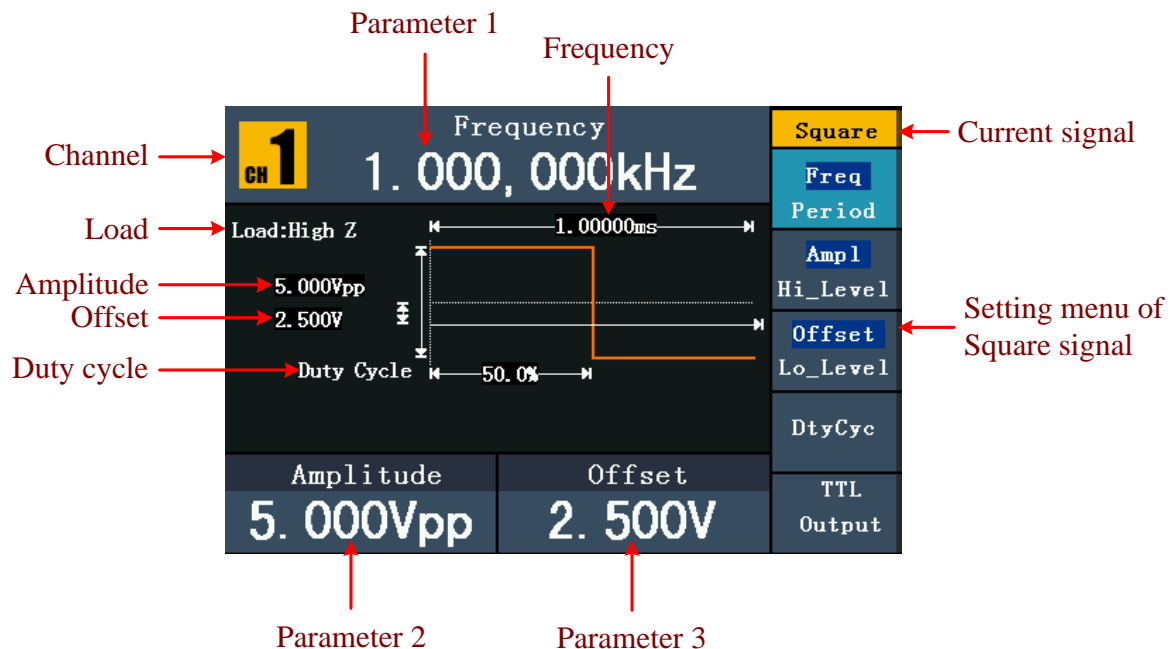 Parameter 1
Frequency
Frequency
Square
Current signal
Channel
CH 1
1.000,000kHz
Freq
Period
Load
Load:High Z
1.00000ms
Ampl
Hi_Level
Amplitude
5.000Vpp
Offset
2.500V
Offset
Lo_Level
Setting menu of
Square signal
Duty cycle
Duty Cycle
50.0%
DtyCyc
Amplitude
Offset
TTL
Output
5.000Vpp
2.500V
Parameter 2
Parameter 3